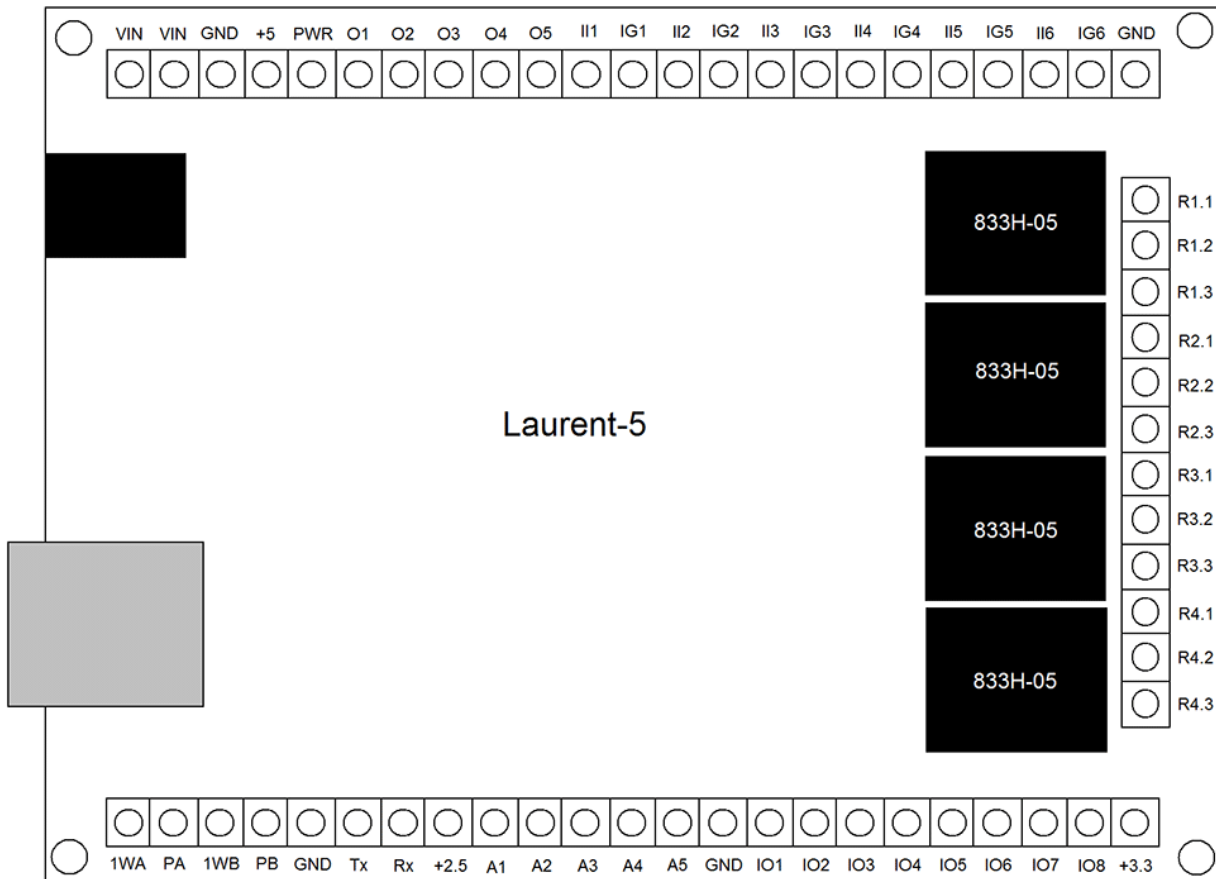 VIN VIN GND +5 PWR O1 O2 O3 O4 O5 II1 IG1 II2 IG2 II3 IG3 II4 IG4 II5 IG5 II6 IG6 GND
833H-05
R1.1
R1.2
R1.3
833H-05
R2.1
R2.2
R2.3
Laurent-5
833H-05
R3.1
R3.2
R3.3
833H-05
R4.1
R4.2
R4.3
1WA PA 1WB PB GND Tx Rx +2.5 A1 A2 A3 A4 A5 GND IO1 IO2 IO3 IO4 IO5 IO6 IO7 IO8 +3.3